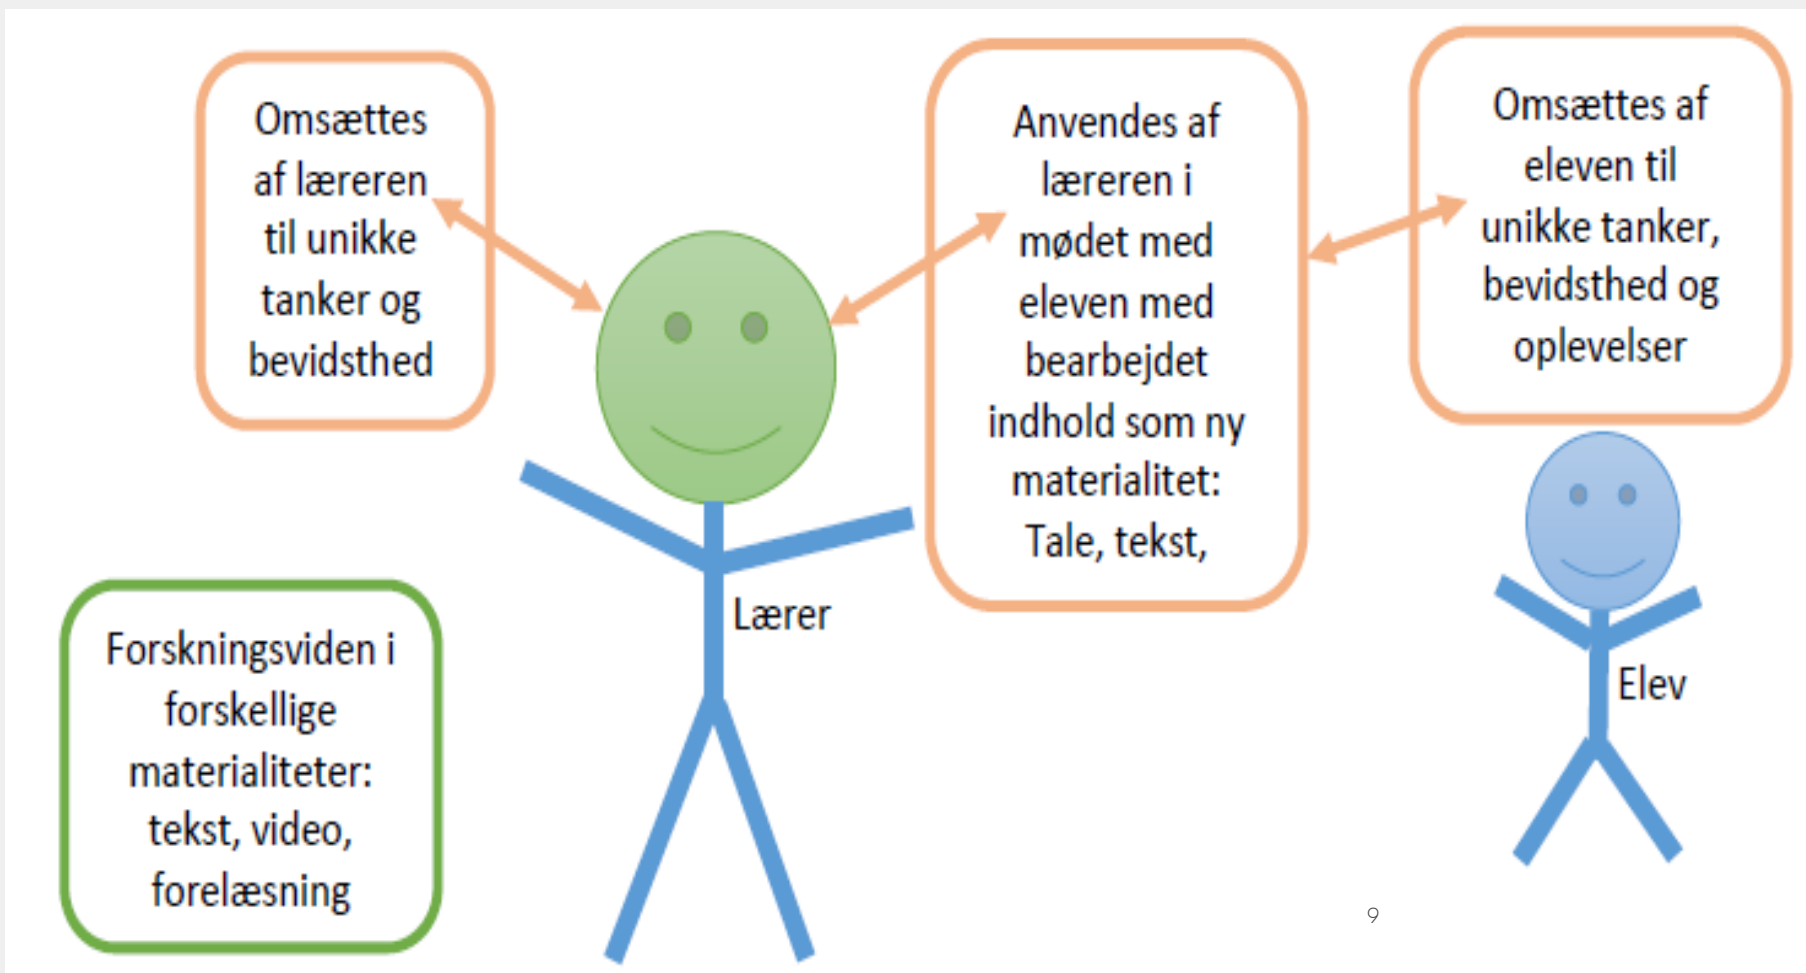 Omsættes
af læreren
til unikke
tanker og
bevidsthed
Anvendes af
læreren i
mødet med
eleven med
bearbejdet
indhold som ny
materialitet:
Tale, tekst,
Omsættes af
eleven til
unikke tanker,
bevidsthed og
oplevelser
Lærer
Elev
Forskningsviden i
forskellige
materialiteter:
tekst, video,
forelæsning
9